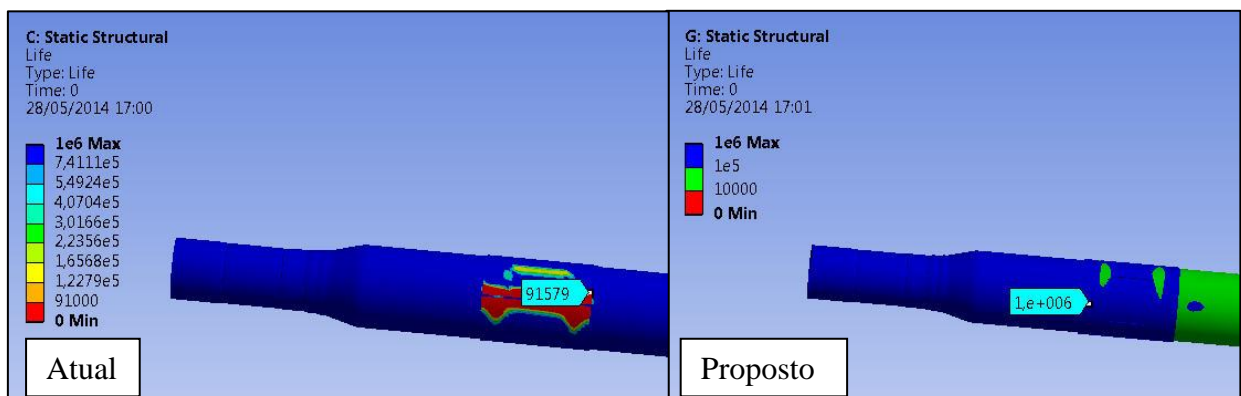 C: Static Structural
Life
Type: Life
Time: 0
28/05/2014 17:00
1e6 Max
7,4111e5
5,4924e5
4,0704e5
3,0166e5
2,2356e5
1,6568e5
1,2279e5
91000
0 Min
91579
Atual
G: Static Structural
Life
Type: Life
Time: 0
28/05/2014 17:01
1e6 Max
1e5
10000
0 Min
1,e+006
Proposto